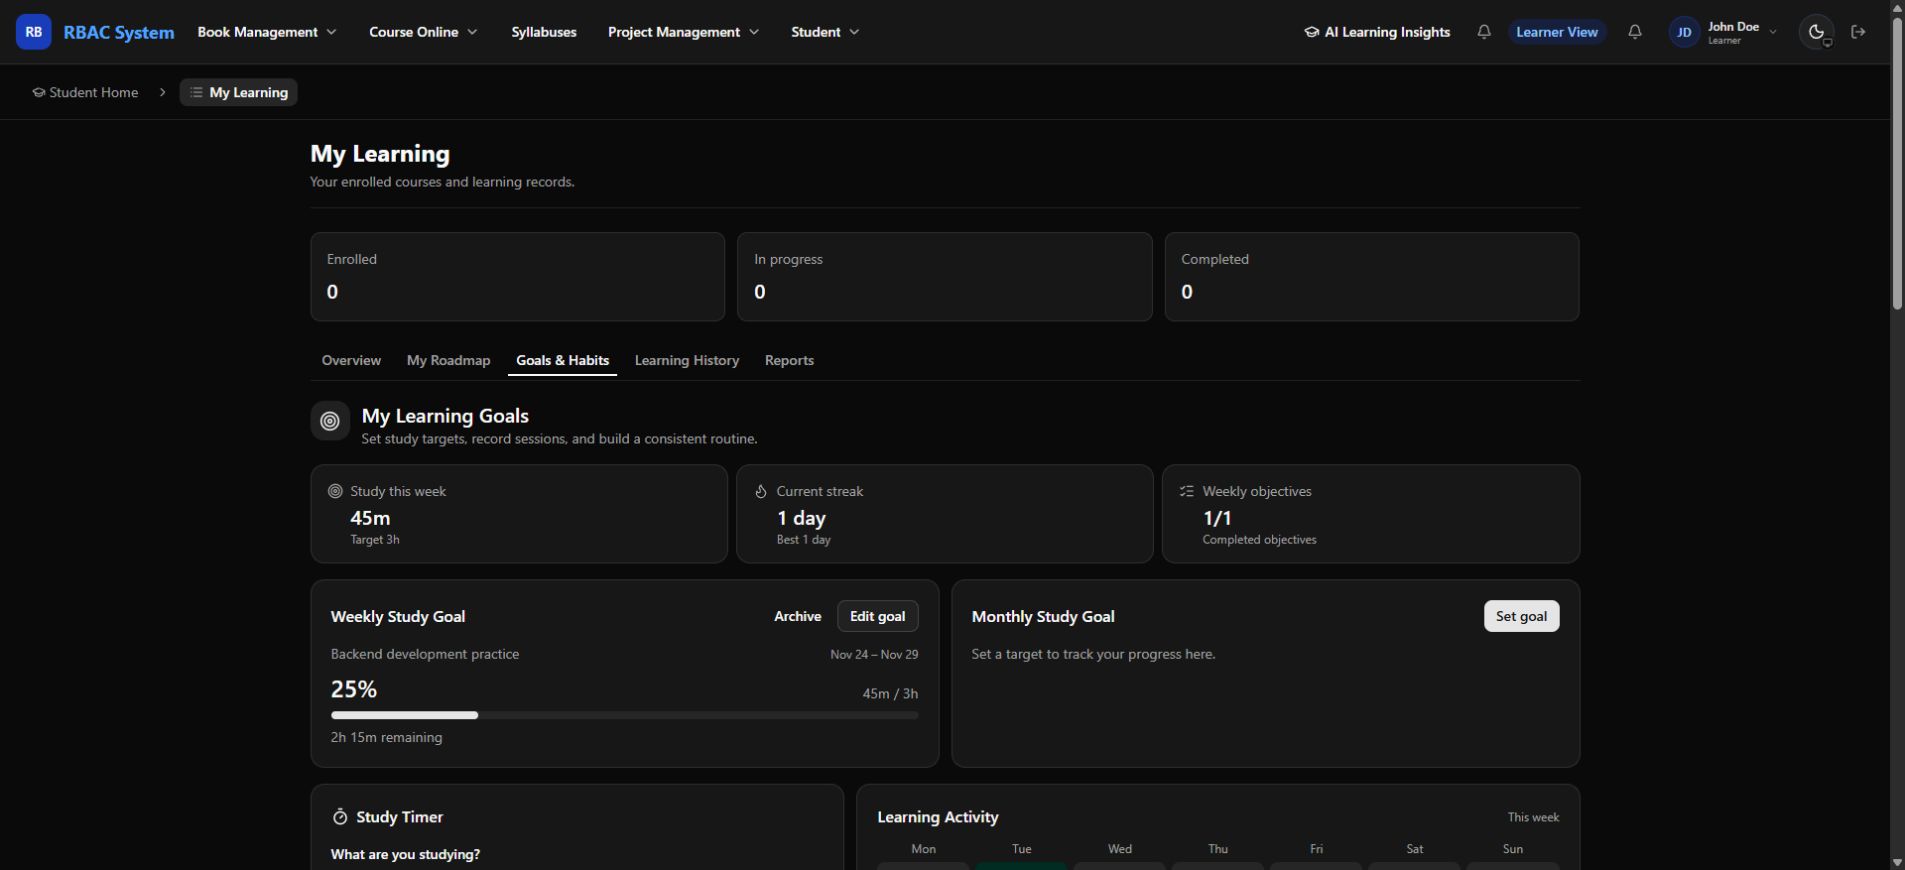 RB RBAC System Book Management Course Online Syllabuses Project Management Student AI Learning Insights Learner View JD John Doe
Learner
Student Home My Learning
My Learning
Your enrolled courses and learning records.
Enrolled In progress Completed
0 0 0
Overview My Roadmap Goals & Habits Learning History Reports
My Learning Goals
Set study targets, record sessions, and build a consistent routine.
Study this week
45m
Target 3h
Current streak
1 day
Best 1 day
Weekly objectives
1/1
Completed objectives
Weekly Study Goal Archive Edit goal
Backend development practice Nov 24 – Nov 29
25% 45m / 3h
2h 15m remaining
Monthly Study Goal Set goal
Set a target to track your progress here.
Study Timer
What are you studying?
Learning Activity This week
Mon Tue Wed Thu Fri Sat Sun